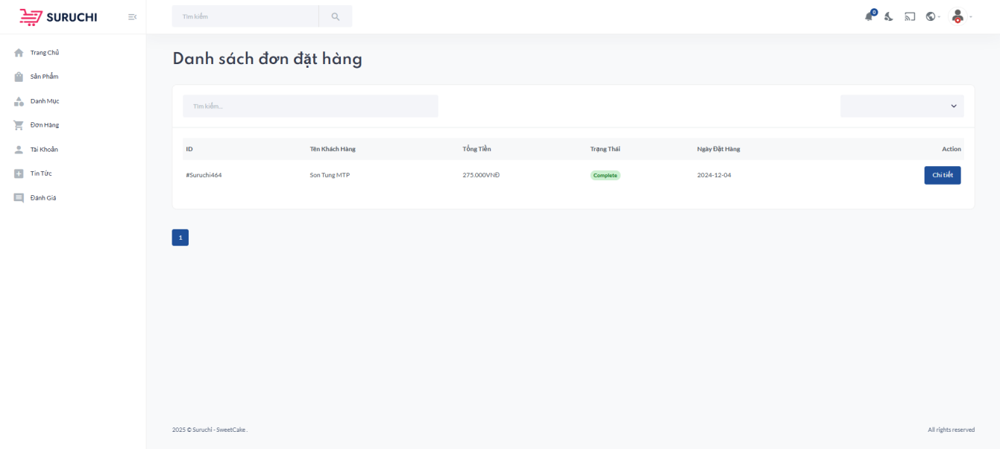 SURUCHI
Tìm kiếm
0
Trang Chủ
Sản Phẩm
Danh Mục
Đơn Hàng
Tài Khoản
Tin Tức
Đánh Giá
Danh sách đơn đặt hàng
Tìm kiếm...
ID Tên Khách Hàng Tổng Tiền Trạng Thái Ngày Đặt Hàng Action
#Suruchi464 Son Tung MTP 275.000VNĐ Complete 2024-12-04 Chi tiết
1
2025 © Suruchi - SweetCake . All rights reserved